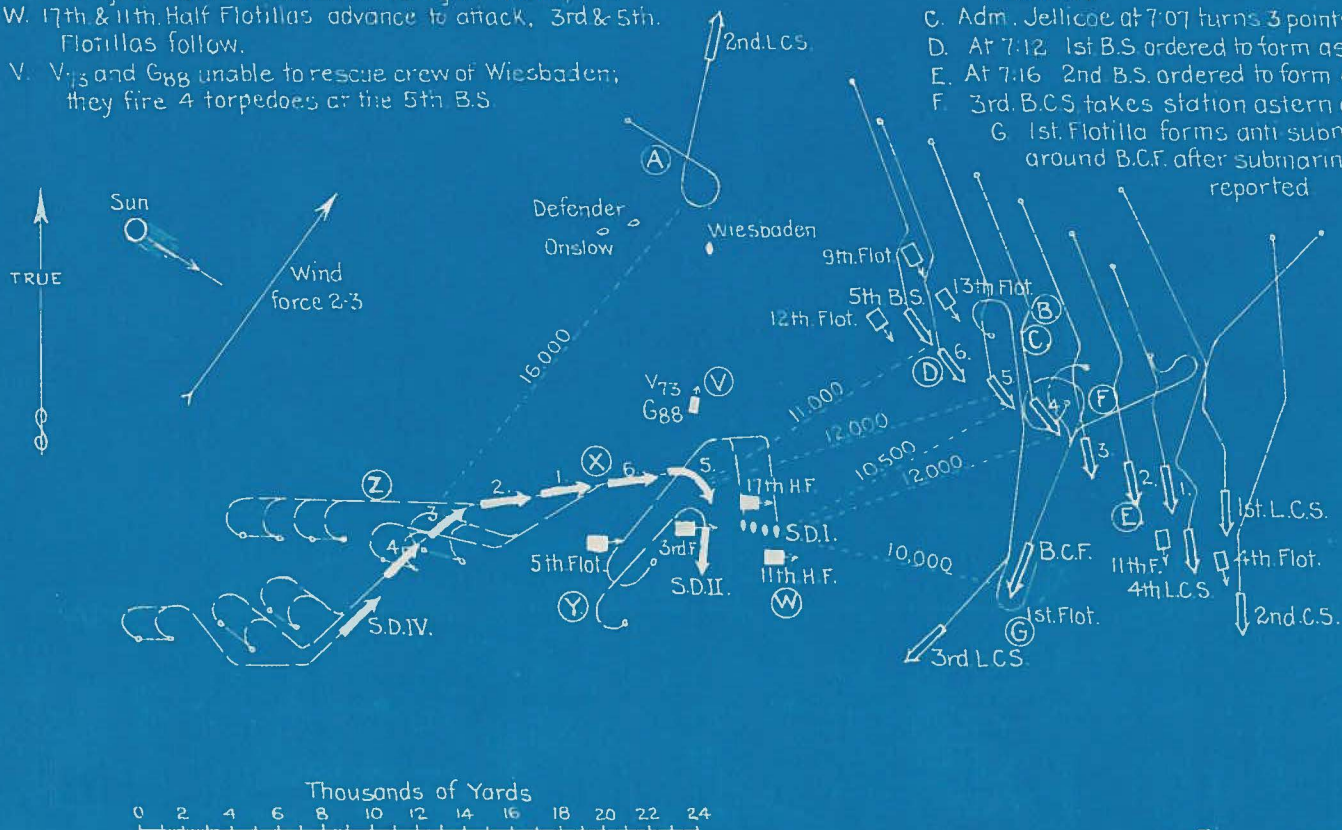 W. 17th. & 11th. Half Flotillas advance to attack, 3rd & 5th.
Flotillas follow.
V. V73 and G88 unable to rescue crew of Wiesbaden;
they fire 4 torpedoes at the 5th B.S.
C. Adm. Jellicoe at 7:07 turns 3 point
D. At 7:12 1st B.S. ordered to form as
E. At 7:16 2nd B.S. ordered to form
F. 3rd. B.C.S. takes station astern
G. 1st. Flotilla forms anti subm
around B.C.F. after submarin
reported
2nd. L.C.S.
A
Sun
TRUE
Wind
force 2-3
Defender
Onslow
Wiesbaden
16,000
9th. Flot.
5th B.S.
13th Flot.
12th. Flot.
B
C
D
6.
5.
4.
F
3.
2.
1.
E
V73
G88
V
11,000
12,000
10,500
12,000
10,000
Z
4.
3.
2.
1.
X
6.
5.
17th H.F.
S.D.I.
5th. Flot.
3rd F.
S.D.II.
11th H.F.
W
Y
S.D.IV.
B.C.F.
1st. Flot.
G
3rd L.C.S.
11th F.
4th L.C.S.
1st. L.C.S.
4th Flot.
2nd. C.S.
Thousands of Yards
0 2 4 6 8 10 12 14 16 18 20 22 24